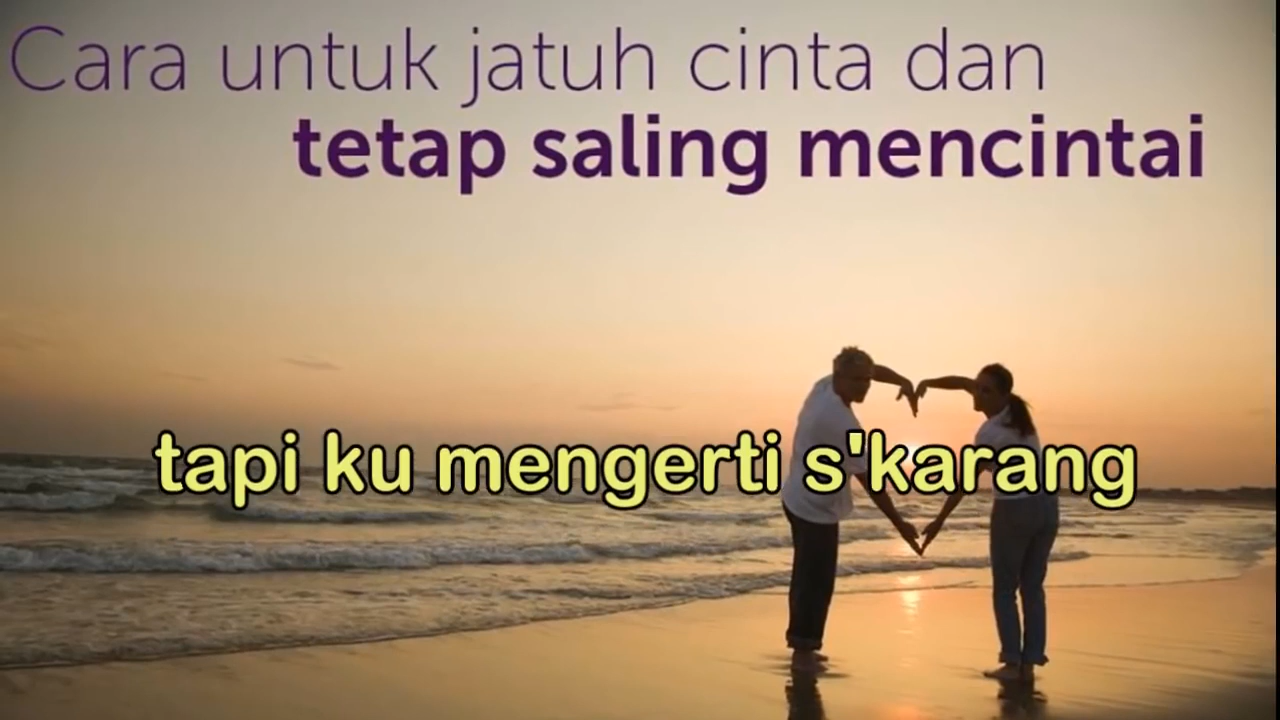 Cara untuk jatuh cinta dan
tetap saling mencintai
tapi ku mengerti s'karang